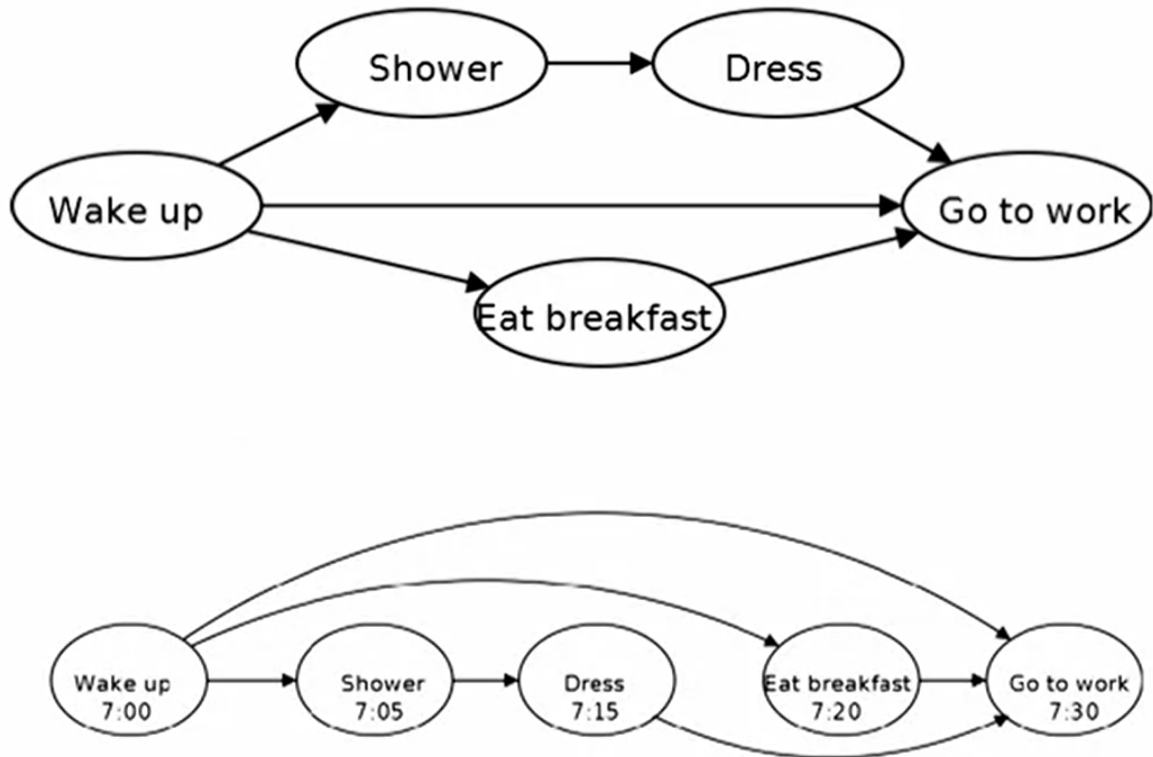 Shower
Dress
Wake up
Go to work
Eat breakfast
Wake up
7:00
Shower
7:05
Dress
7:15
Eat breakfast
7:20
Go to work
7:30